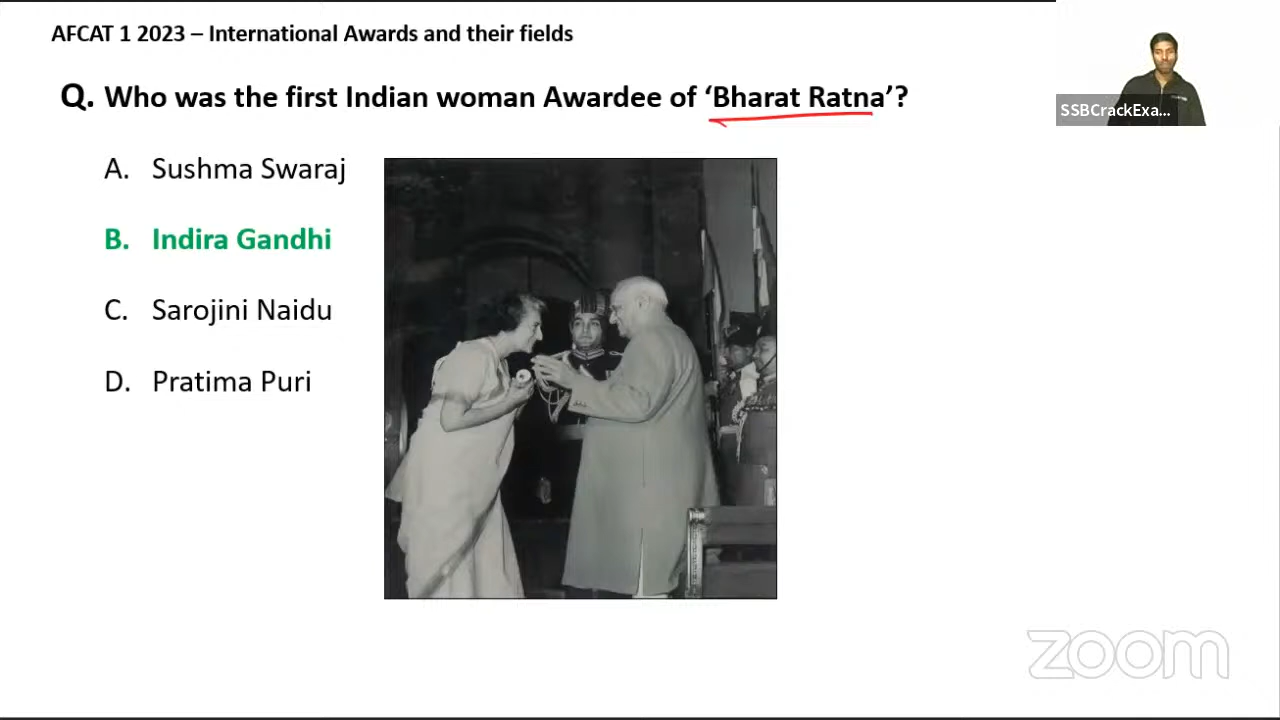 AFCAT 1 2023 – International Awards and their fields
Q. Who was the first Indian woman Awardee of ‘Bharat Ratna’?
SSBCrackExa...
A. Sushma Swaraj
B. Indira Gandhi
C. Sarojini Naidu
D. Pratima Puri
zoom